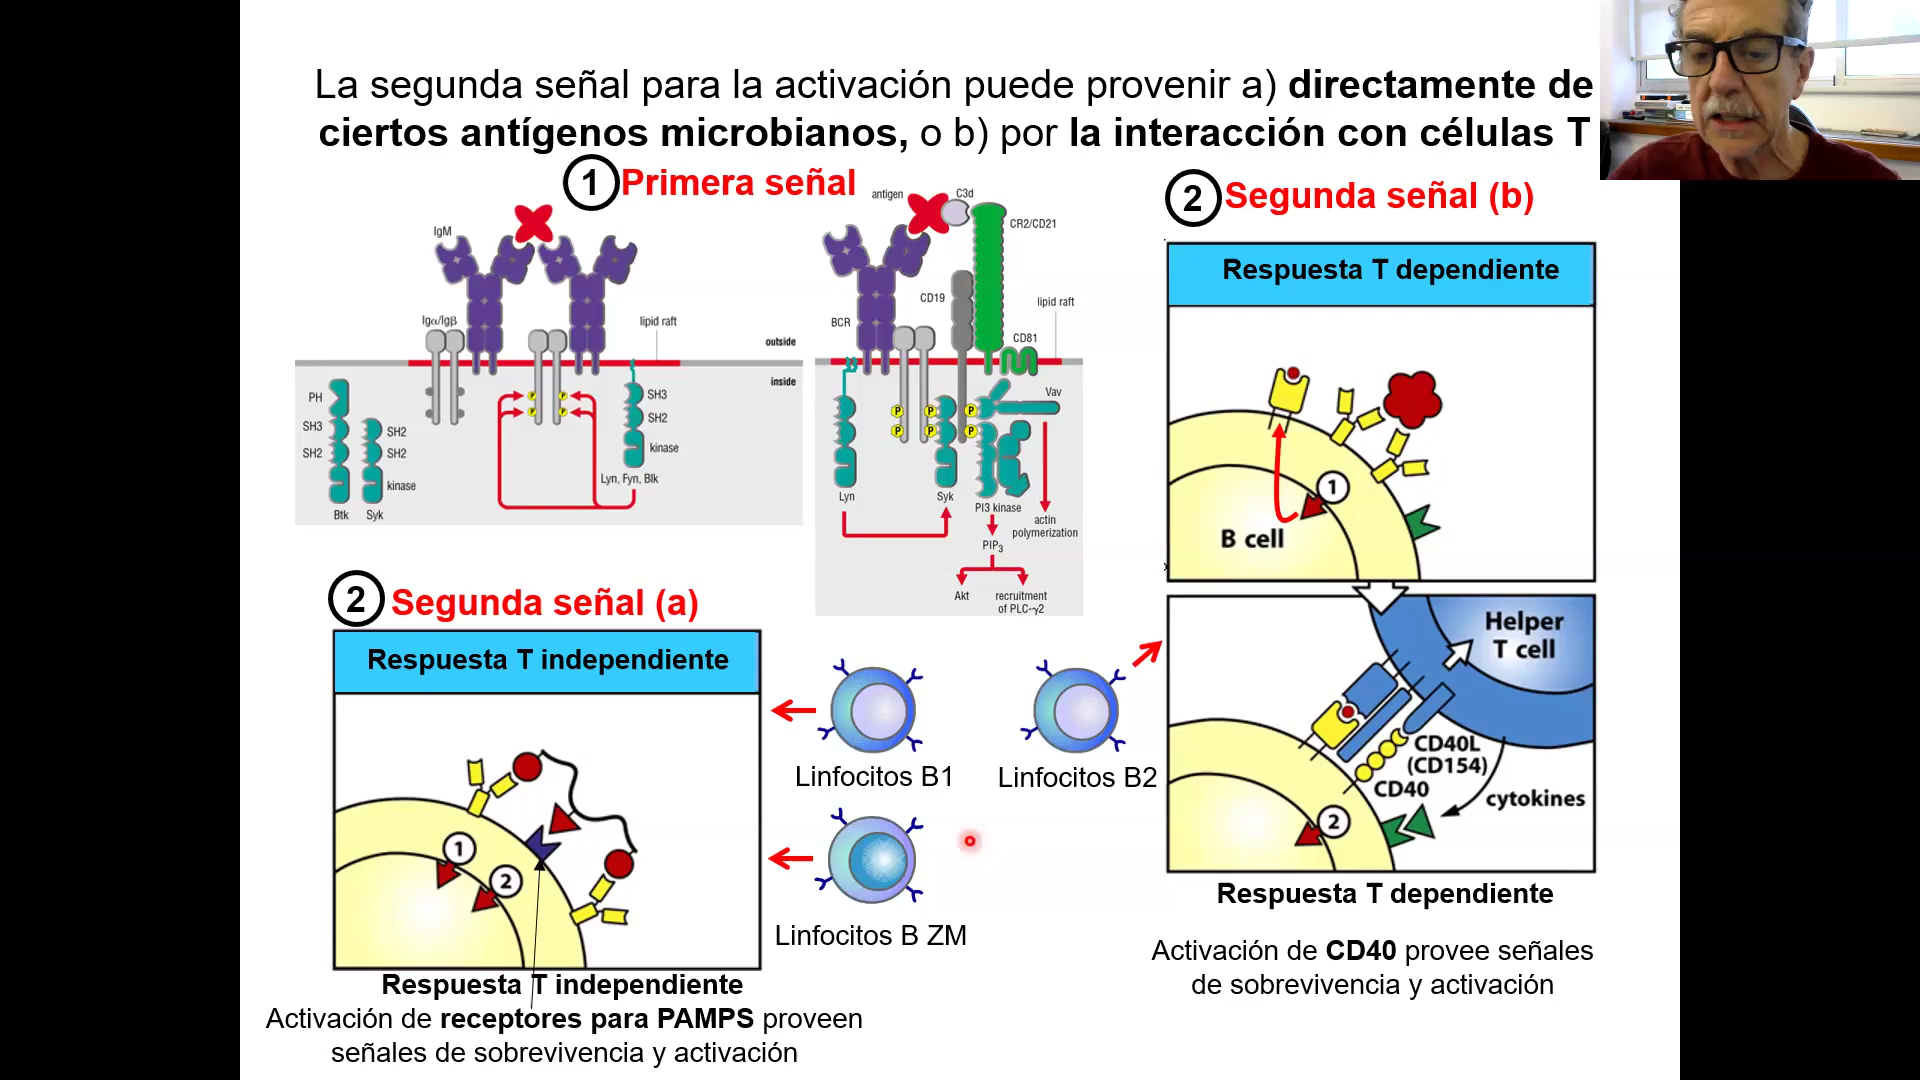 La segunda señal para la activación puede provenir a) directamente de
ciertos antígenos microbianos, o b) por la interacción con células T
1 Primera señal
IgM
Igα/Igβ
lipid raft
outside
inside
PH
SH3
SH2
SH2
SH2
kinase
Btk
Syk
P
P
P
P
SH3
SH2
kinase
Lyn, Fyn, Blk
antigen
C3d
CR2/CD21
CD19
lipid raft
BCR
CD81
Vav
P
P
P
P
P
P
Lyn
Syk
PI3 kinase
actin
polymerization
PIP3
Akt
recruitment
of PLC-γ2
2 Segunda señal (b)
Respuesta T dependiente
1
B cell
Helper
T cell
CD40L
(CD154)
CD40
cytokines
2
Respuesta T dependiente
Activación de CD40 provee señales
de sobrevivencia y activación
2 Segunda señal (a)
Respuesta T independiente
1
2
Respuesta T independiente
Activación de receptores para PAMPS proveen
señales de sobrevivencia y activación
Linfocitos B1
Linfocitos B2
Linfocitos B ZM